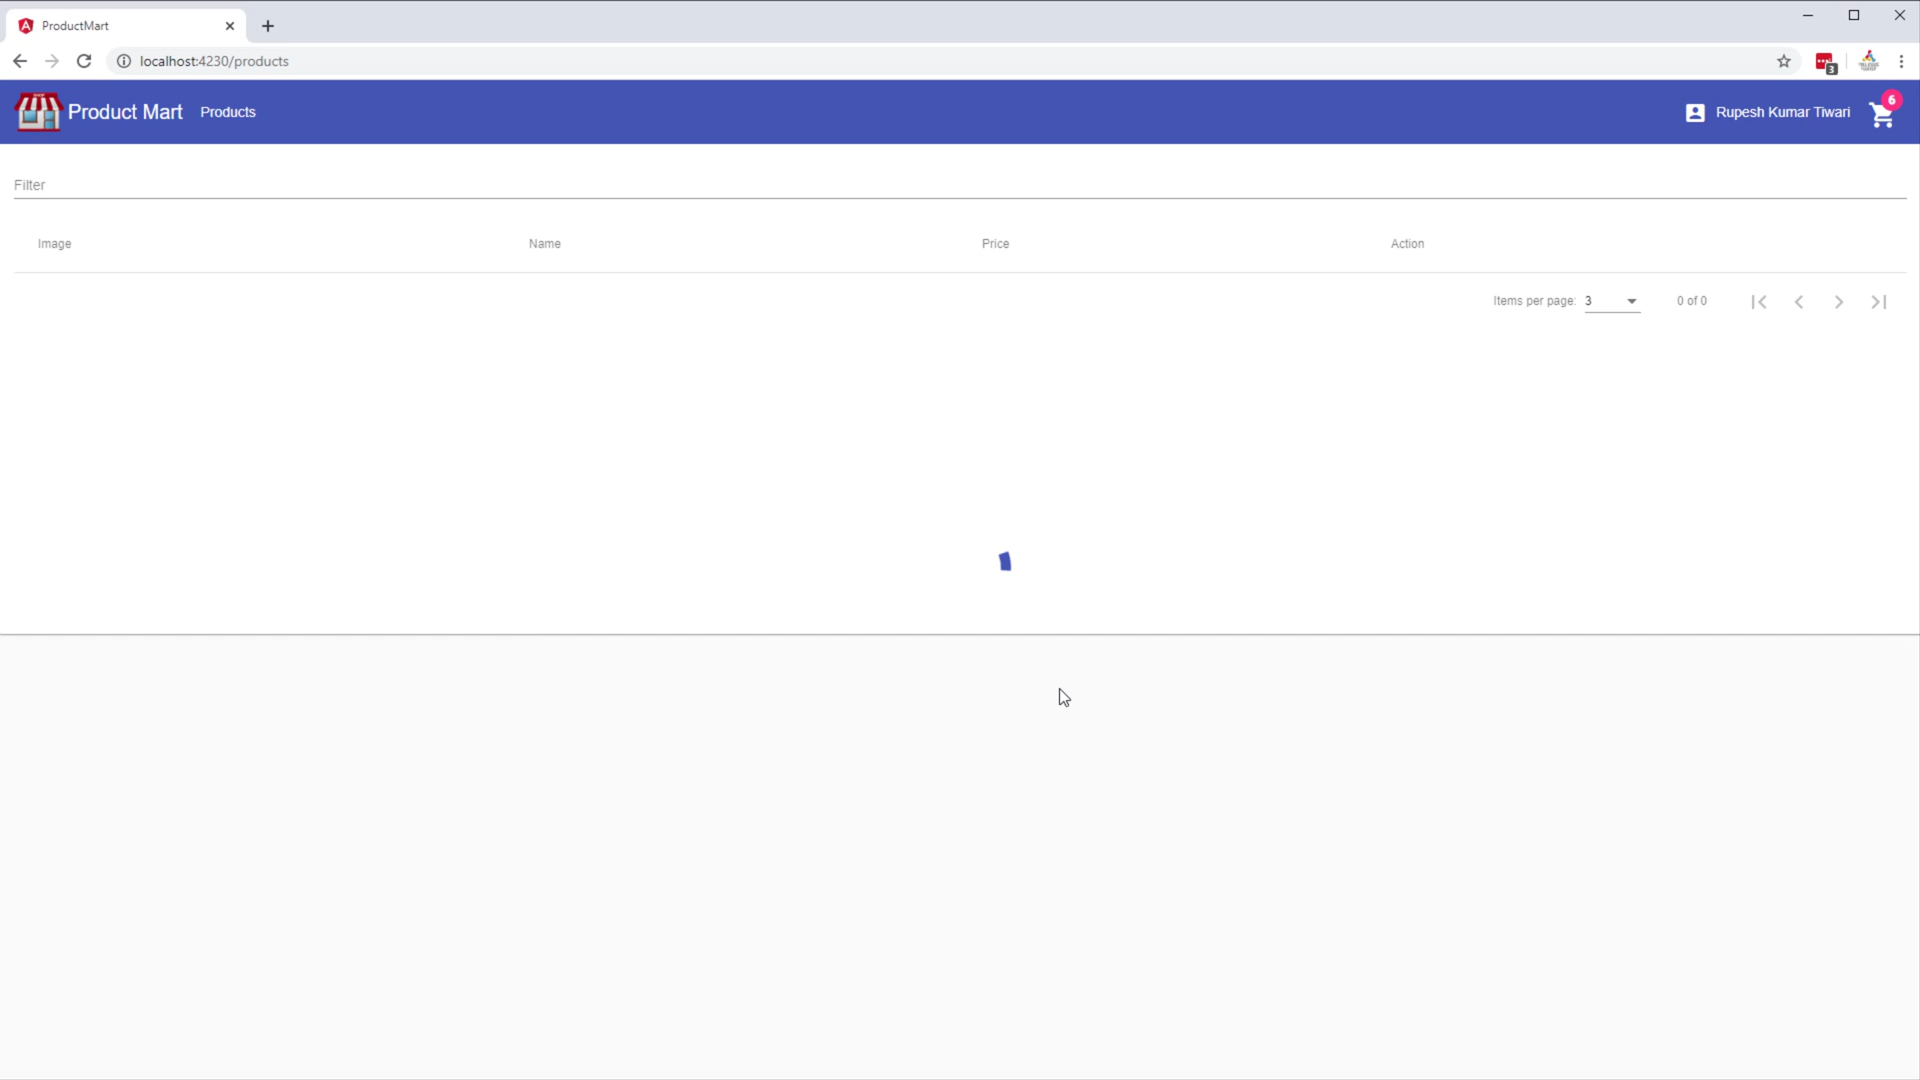 ProductMart
localhost:4230/products
3
Product Mart
Products
Rupesh Kumar Tiwari
6
Filter
Image Name Price Action
Items per page: 3 0 of 0